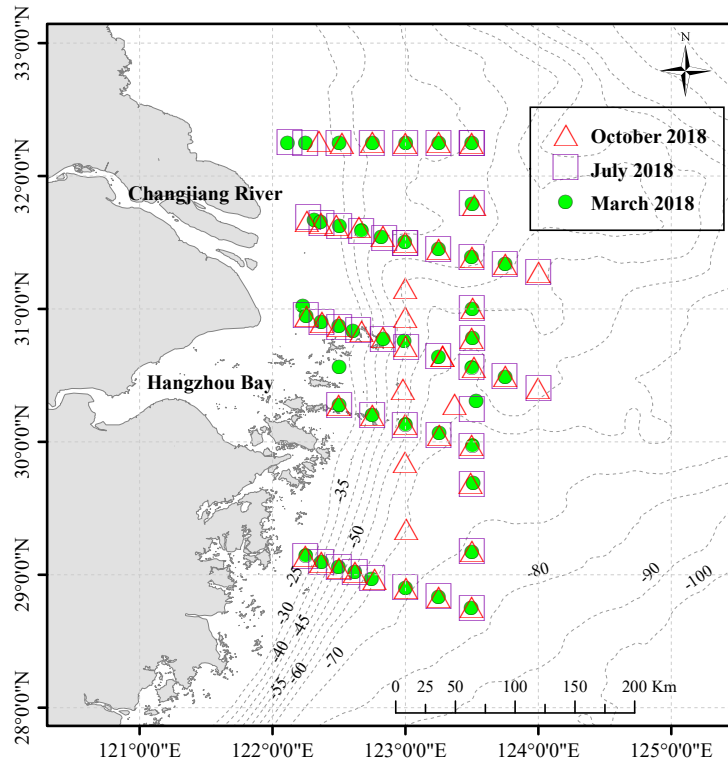 33°0'0"N
32°0'0"N
31°0'0"N
30°0'0"N
29°0'0"N
28°0'0"N
N
October 2018
July 2018
March 2018
Changjiang River
Hangzhou Bay
-35
-50
-25
-30
-45
-40
-60
-55
-70
-80
-90
-100
0 25 50 100 150 200 Km
121°0'0"E 122°0'0"E 123°0'0"E 124°0'0"E 125°0'0"E